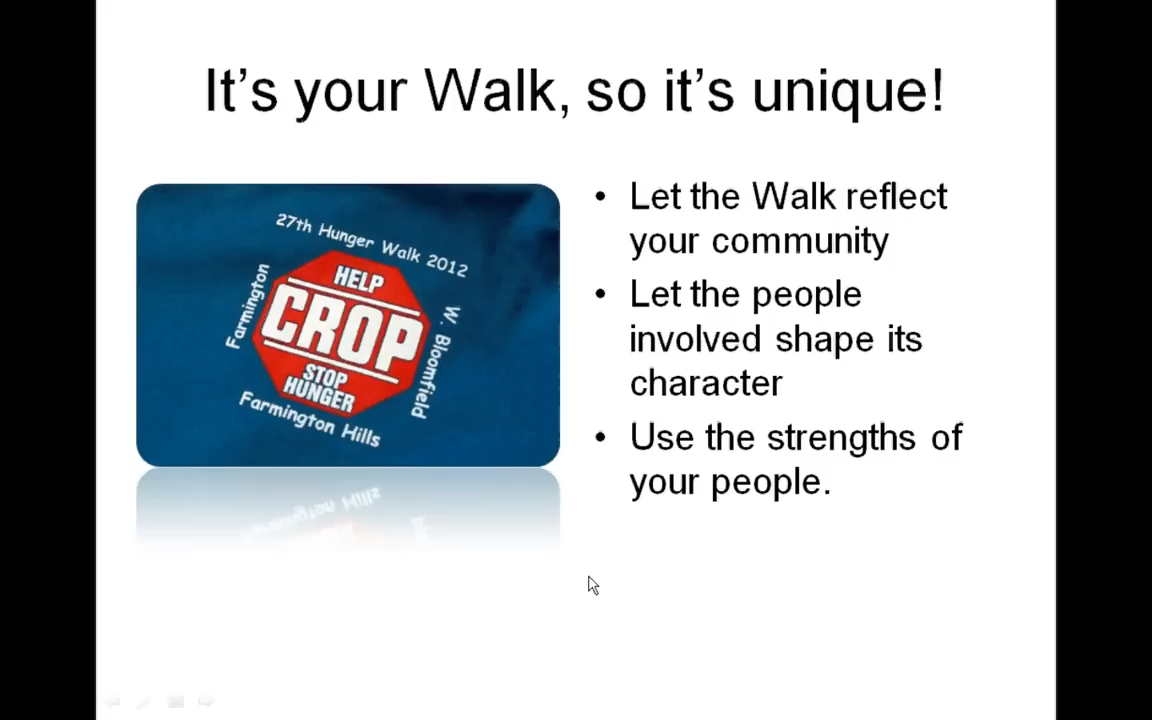 It's your Walk, so it's unique!
27th Hunger Walk 2012
Farmington
HELP
CROP
STOP
HUNGER
W. Bloomfield
Farmington Hills
• Let the Walk reflect
your community
• Let the people
involved shape its
character
• Use the strengths of
your people.